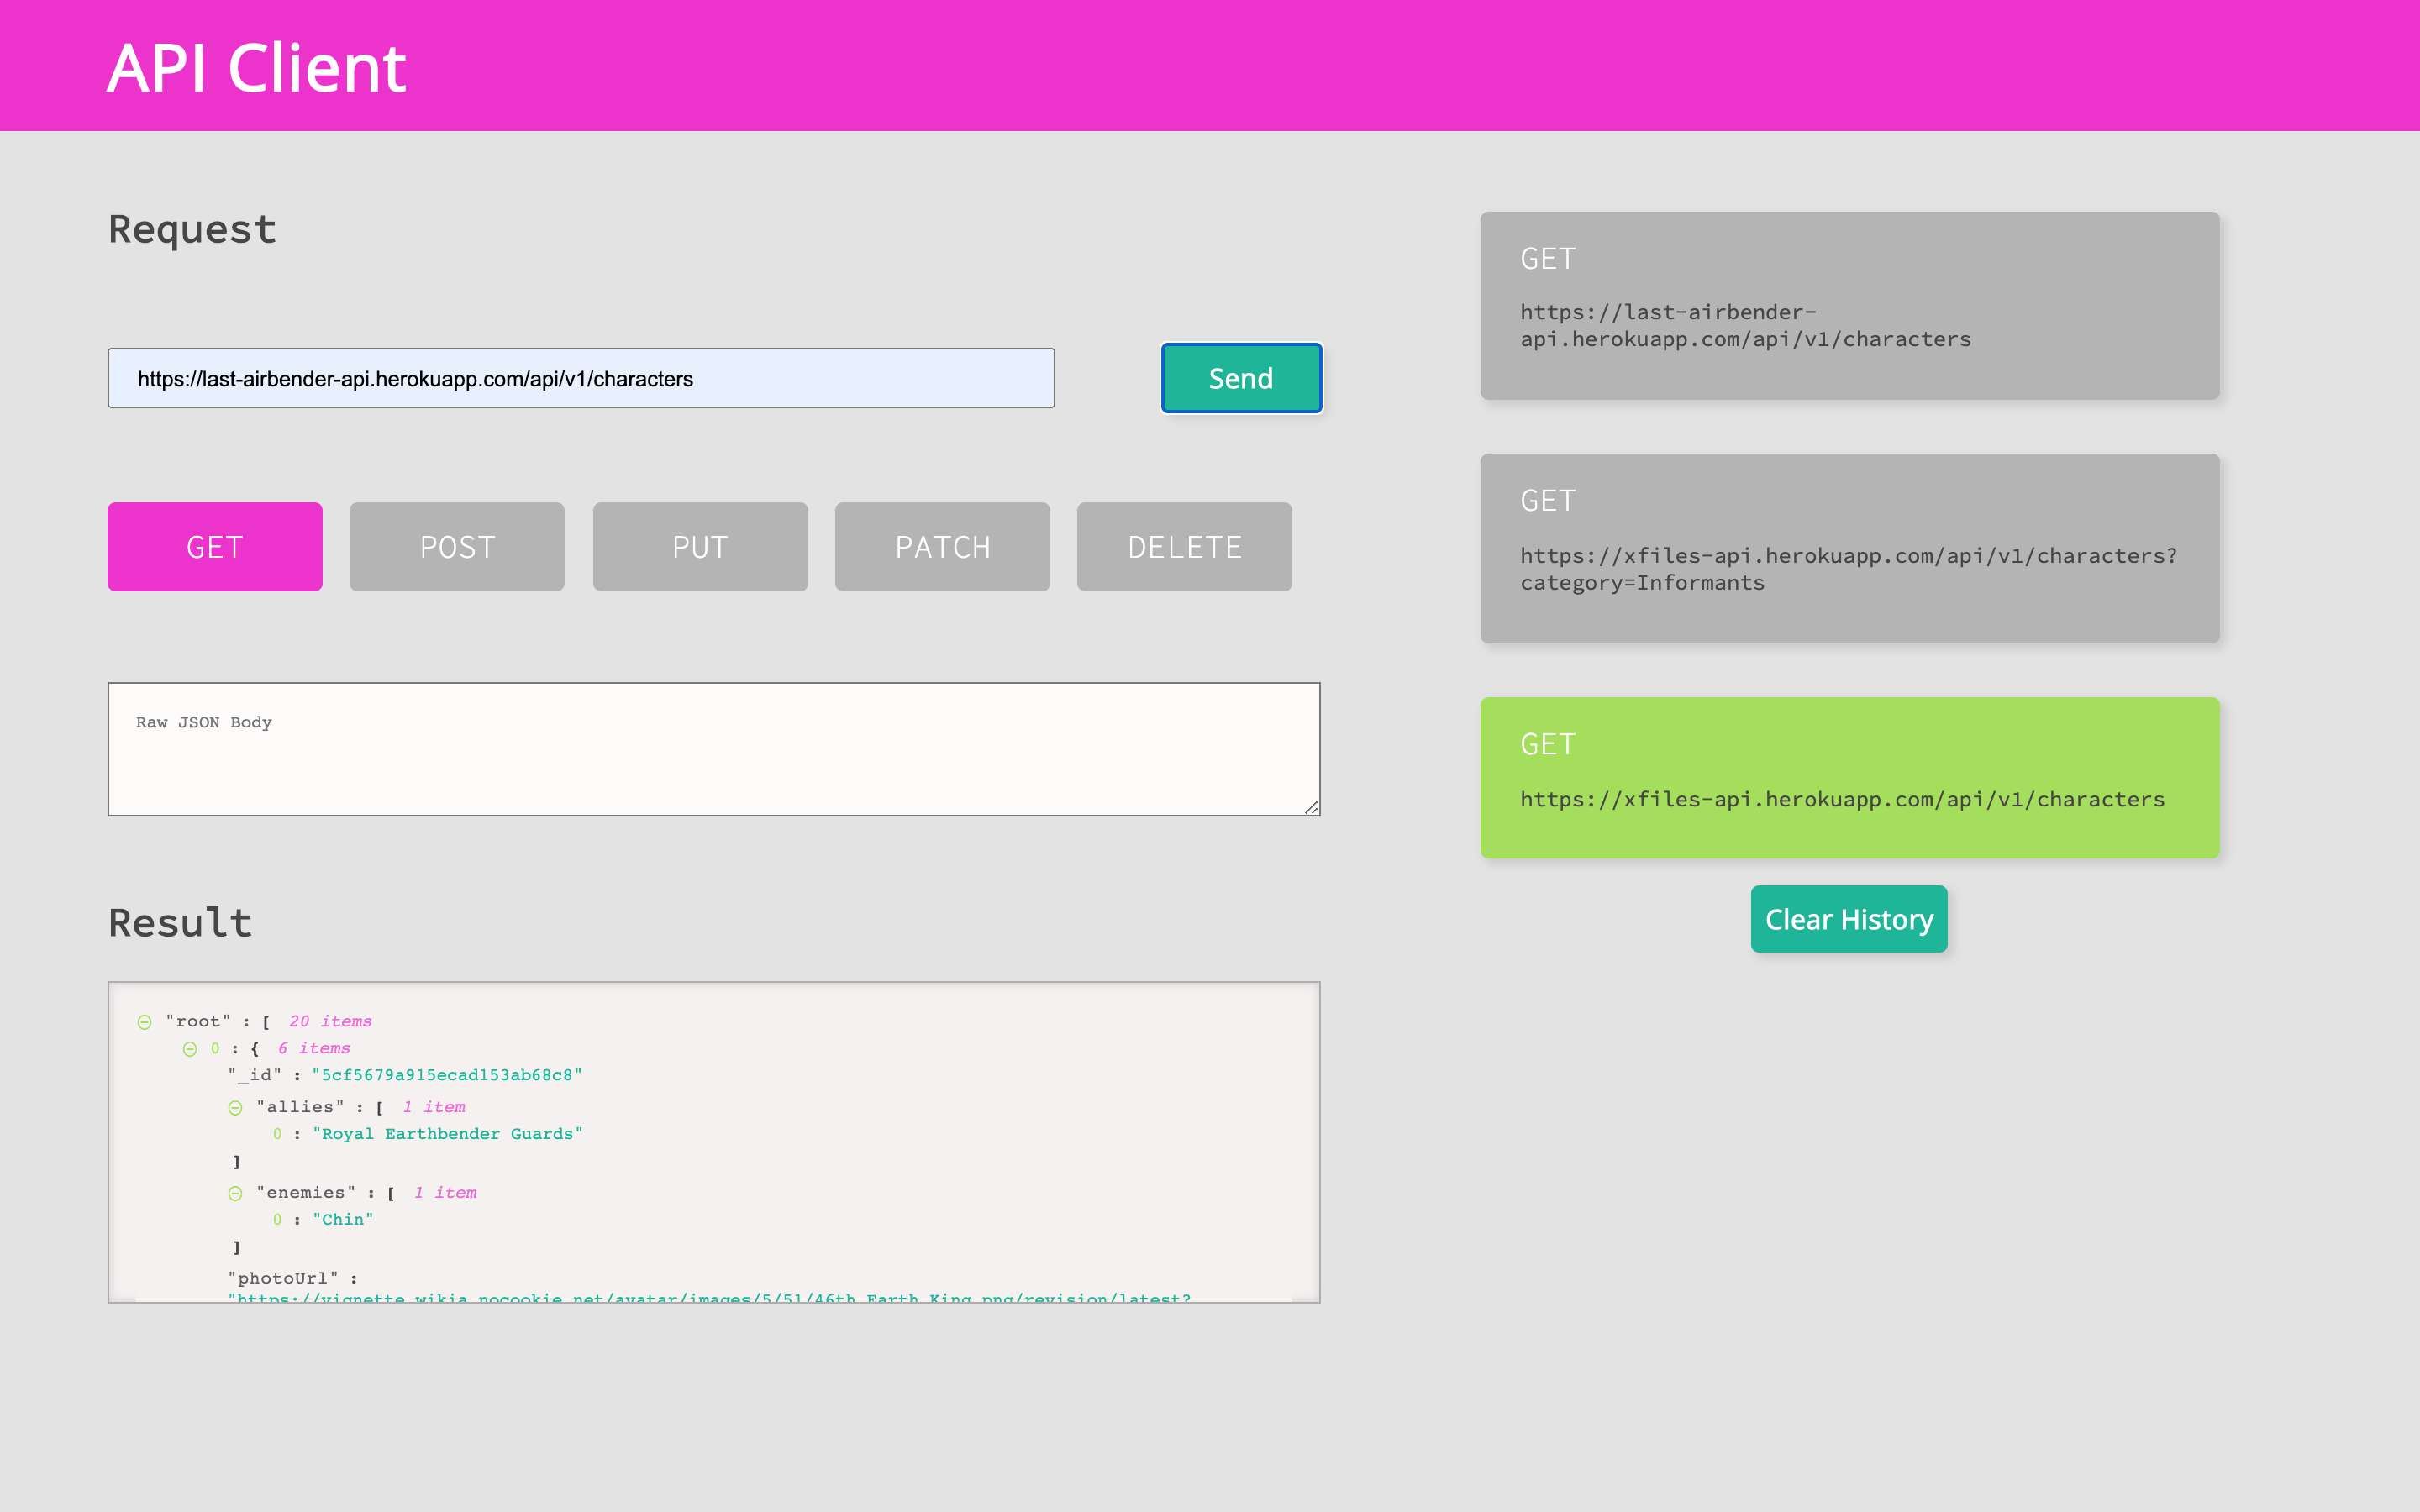 API Client
Request
https://last-airbender-api.herokuapp.com/api/v1/characters
Send
GET
POST
PUT
PATCH
DELETE
Raw JSON Body
Result
"root" : [ 20 items
0 : { 6 items
"_id" : "5cf5679a915ecad153ab68c8"
"allies" : [ 1 item
0 : "Royal Earthbender Guards"
]
"enemies" : [ 1 item
0 : "Chin"
]
"photoUrl" :
"https://vignette.wikia.nocookie.net/avatar/images/5/51/46th_Earth_King.png/revision/latest?
GET
https://last-airbender-
api.herokuapp.com/api/v1/characters
GET
https://xfiles-api.herokuapp.com/api/v1/characters?
category=Informants
GET
https://xfiles-api.herokuapp.com/api/v1/characters
Clear History